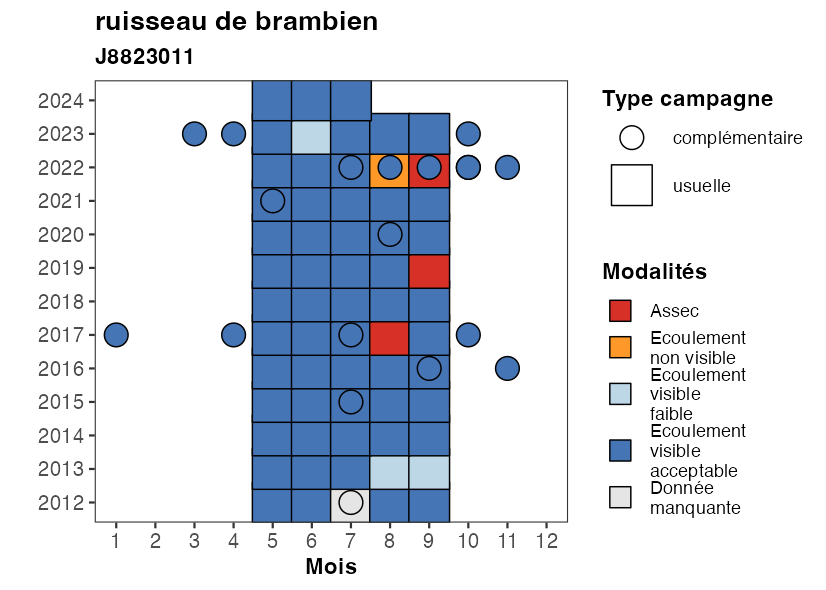 ruisseau de brambien
J8823011
2024
2023
2022
2021
2020
2019
2018
2017
2016
2015
2014
2013
2012
1 2 3 4 5 6 7 8 9 10 11 12
Mois
Type campagne
complémentaire
usuelle
Modalités
Assec
Ecoulement
non visible
Ecoulement
visible
faible
Ecoulement
visible
acceptable
Donnée
manquante